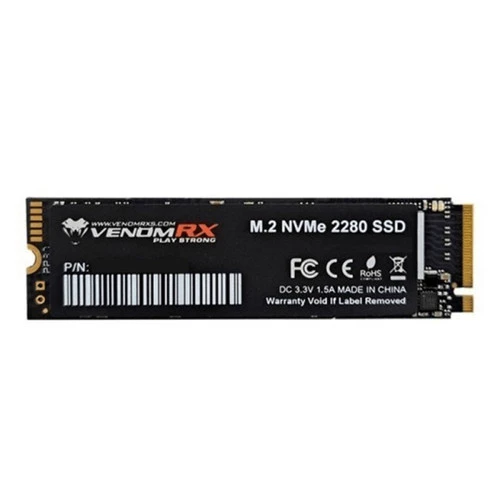 WWW.VENOMRXS.COM
VENOMRX
PLAY STRONG
M.2 NVMe 2280 SSD
P/N:
FC CE RoHS
DC 3.3V 1.5A MADE IN CHINA
Warranty Void If Label Removed